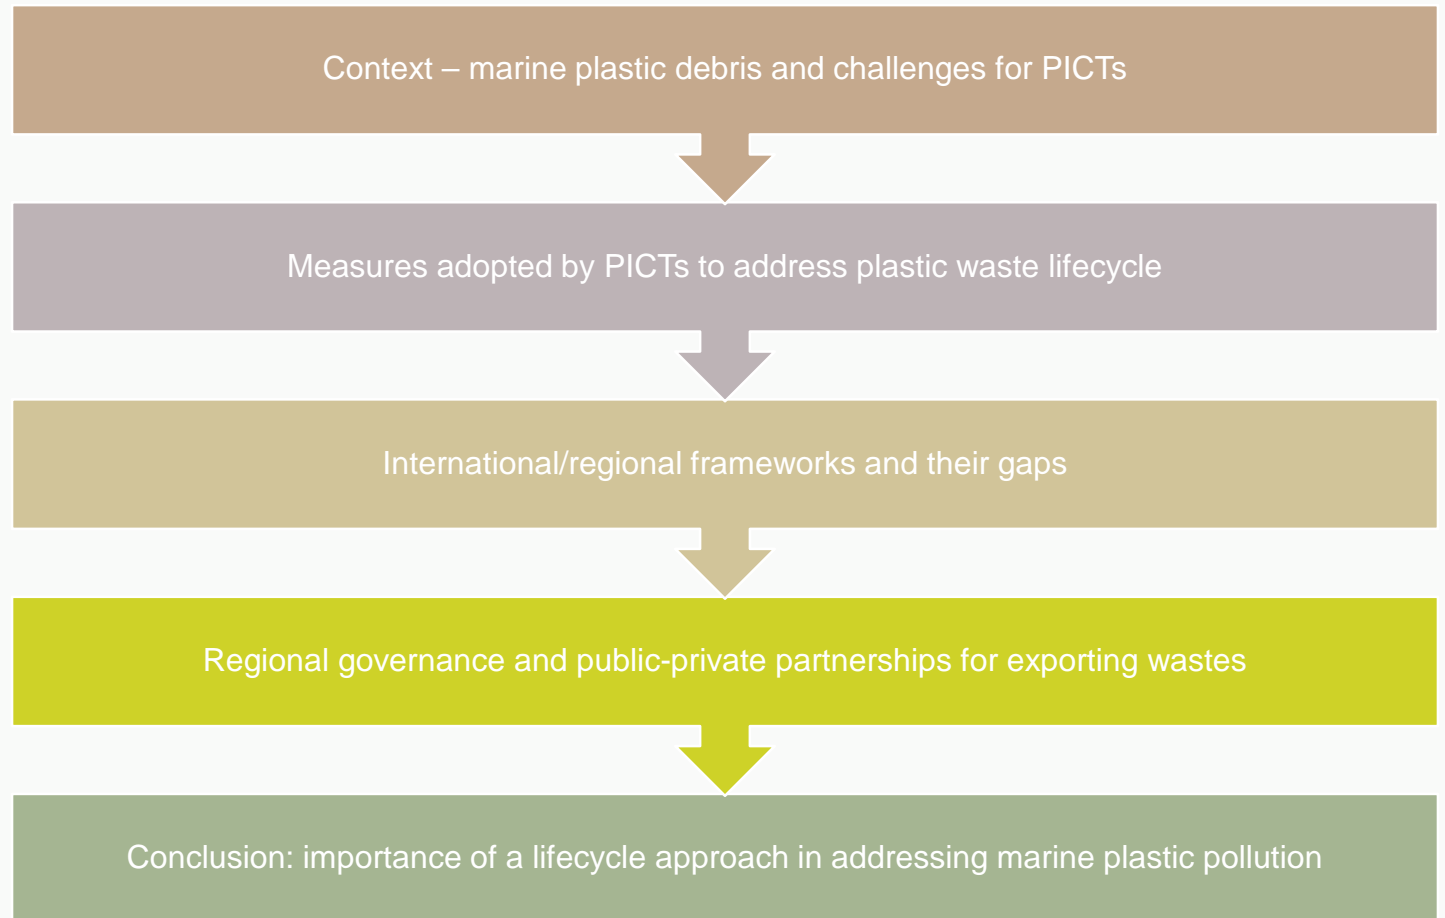 Context – marine plastic debris and challenges for PICTs
Measures adopted by PICTs to address plastic waste lifecycle
International/regional frameworks and their gaps
Regional governance and public-private partnerships for exporting wastes
Conclusion: importance of a lifecycle approach in addressing marine plastic pollution